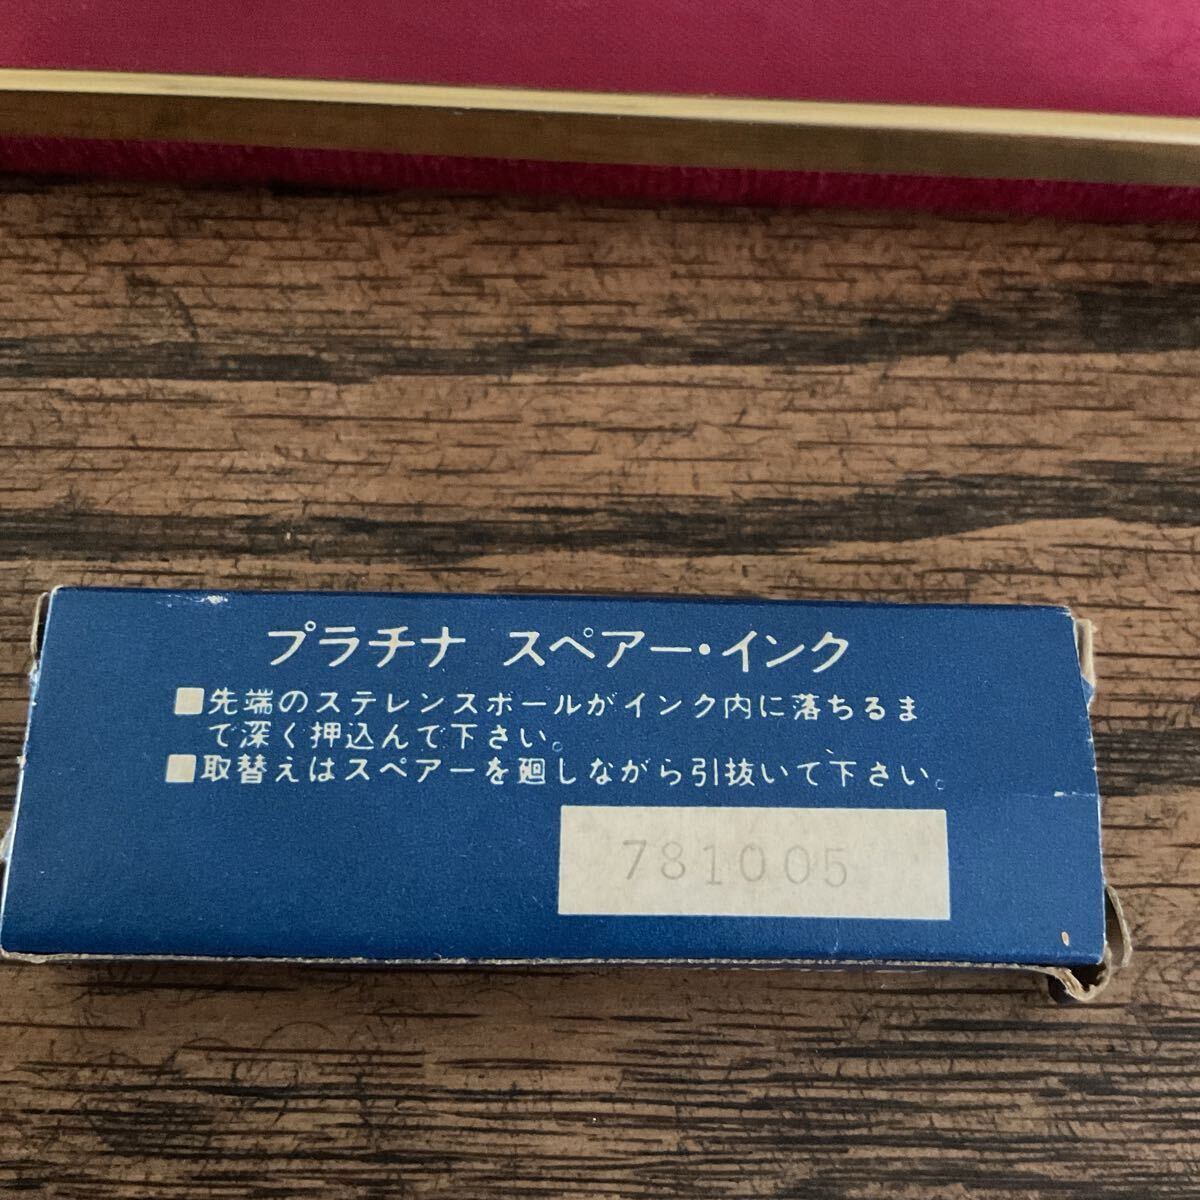 プラチナ スペアー・インク
■先端のステレンスボールがインク内に落ちるま
で深く押込んで下さい。
■取替えはスペアーを廻しながら引抜いて下さい。
781005